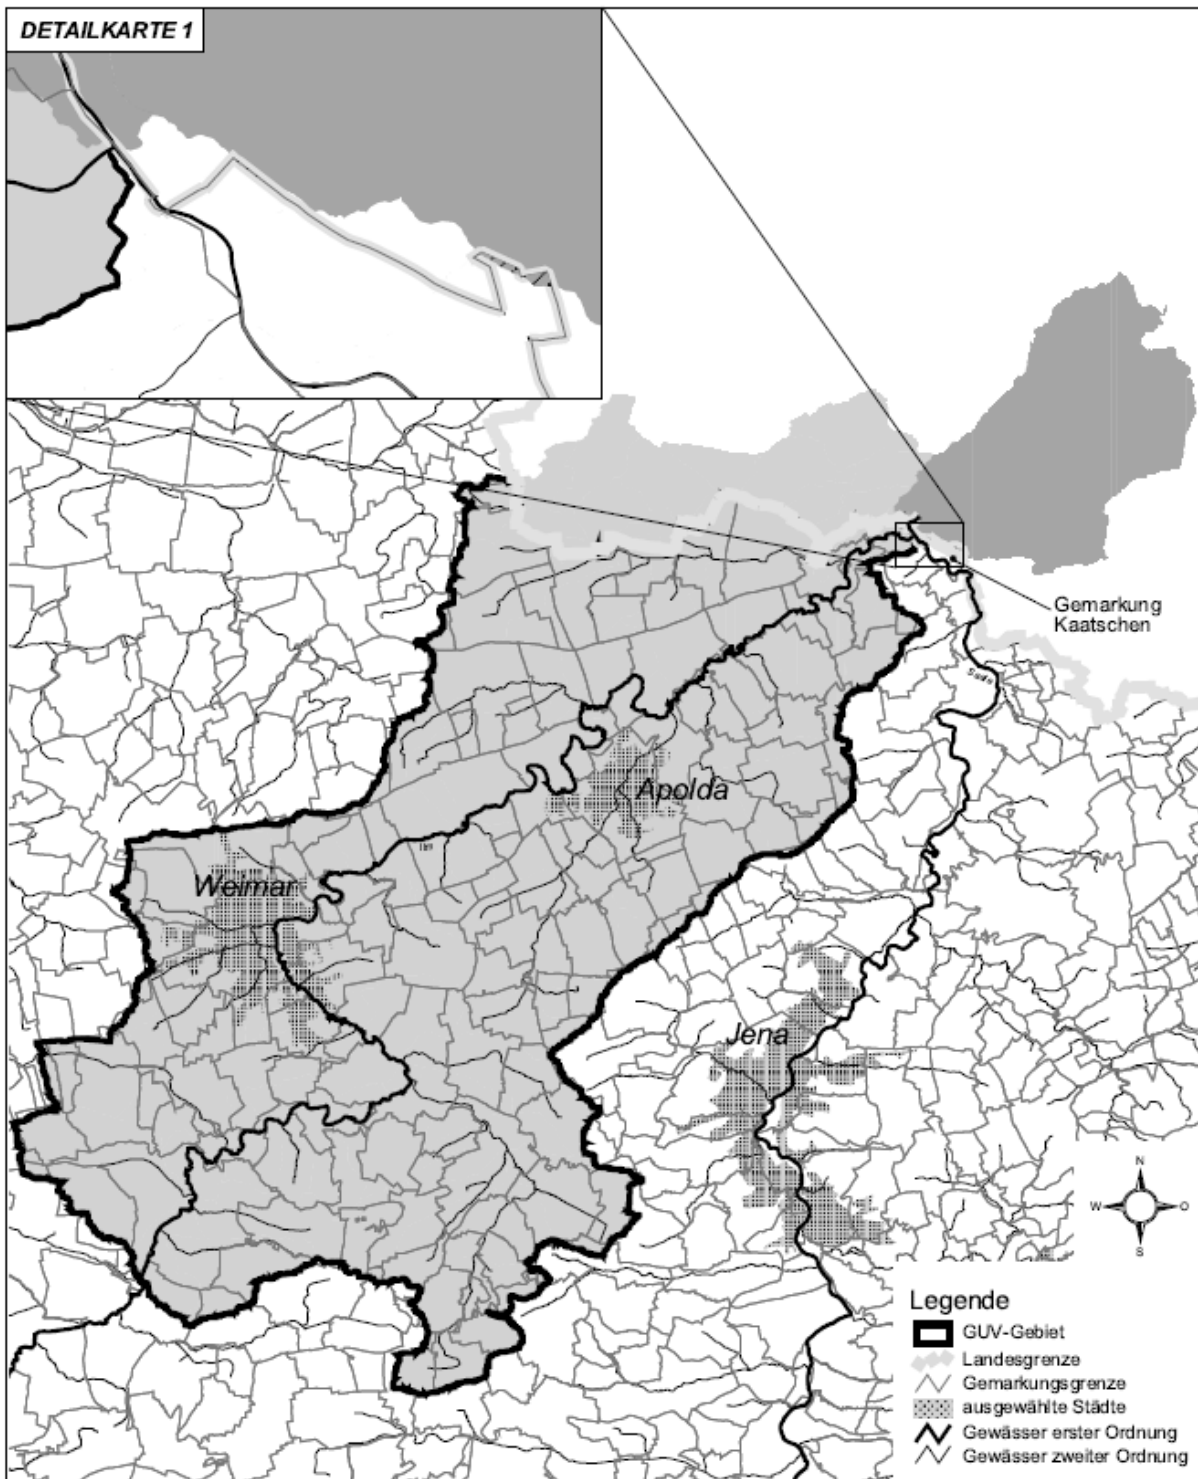 DETAILKARTE 1
Gemarkung
Kaatschen
Saale
Apolda
Ilm
Weimar
Jena
N
W
O
S
Legende
GUV-Gebiet
Landesgrenze
Gemarkungsgrenze
ausgewählte Städte
Gewässer erster Ordnung
Gewässer zweiter Ordnung